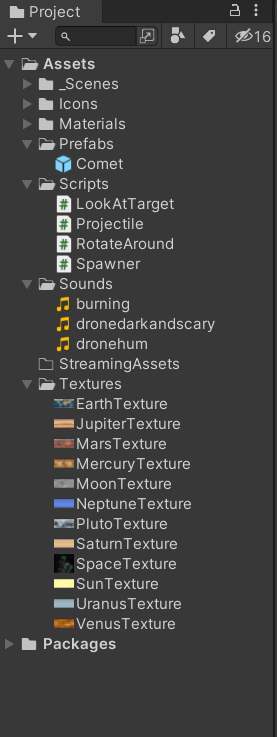 Project
16
Assets
_Scenes
Icons
Materials
Prefabs
Comet
Scripts
# LookAtTarget
# Projectile
# RotateAround
# Spawner
Sounds
burning
dronedarkandscary
dronehum
StreamingAssets
Textures
EarthTexture
JupiterTexture
MarsTexture
MercuryTexture
MoonTexture
NeptuneTexture
PlutoTexture
SaturnTexture
SpaceTexture
SunTexture
UranusTexture
VenusTexture
Packages